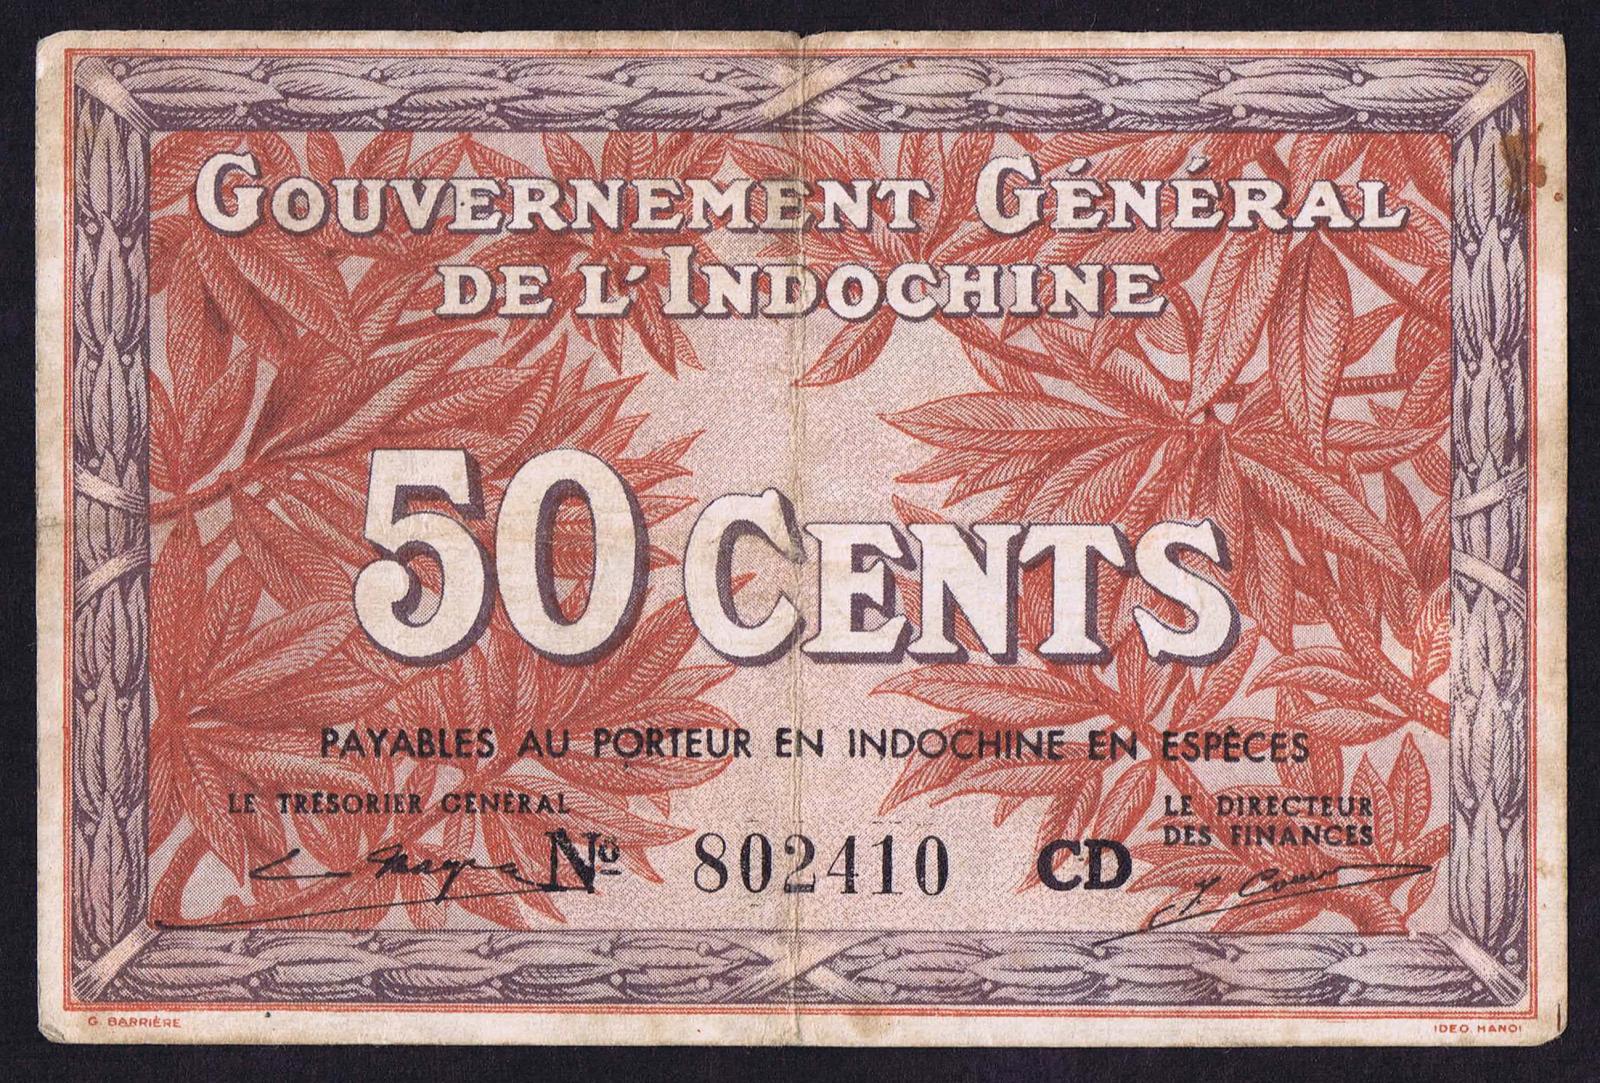 GOUVERNEMENT GÉNÉRAL
DE L'INDOCHINE
50 CENTS
PAYABLES AU PORTEUR EN INDOCHINE EN ESPÈCES
LE TRÉSORIER GÉNÉRAL
LE DIRECTEUR
DES FINANCES
No 802410 CD
G. BARRIÈRE
IDEO. HANOI